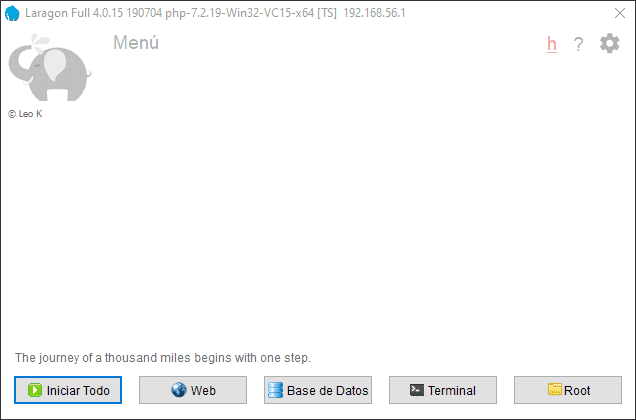 Laragon Full 4.0.15 190704 php-7.2.19-Win32-VC15-x64 [TS] 192.168.56.1
Menú
h ?
© Leo K
The journey of a thousand miles begins with one step.
Iniciar Todo Web Base de Datos Terminal Root